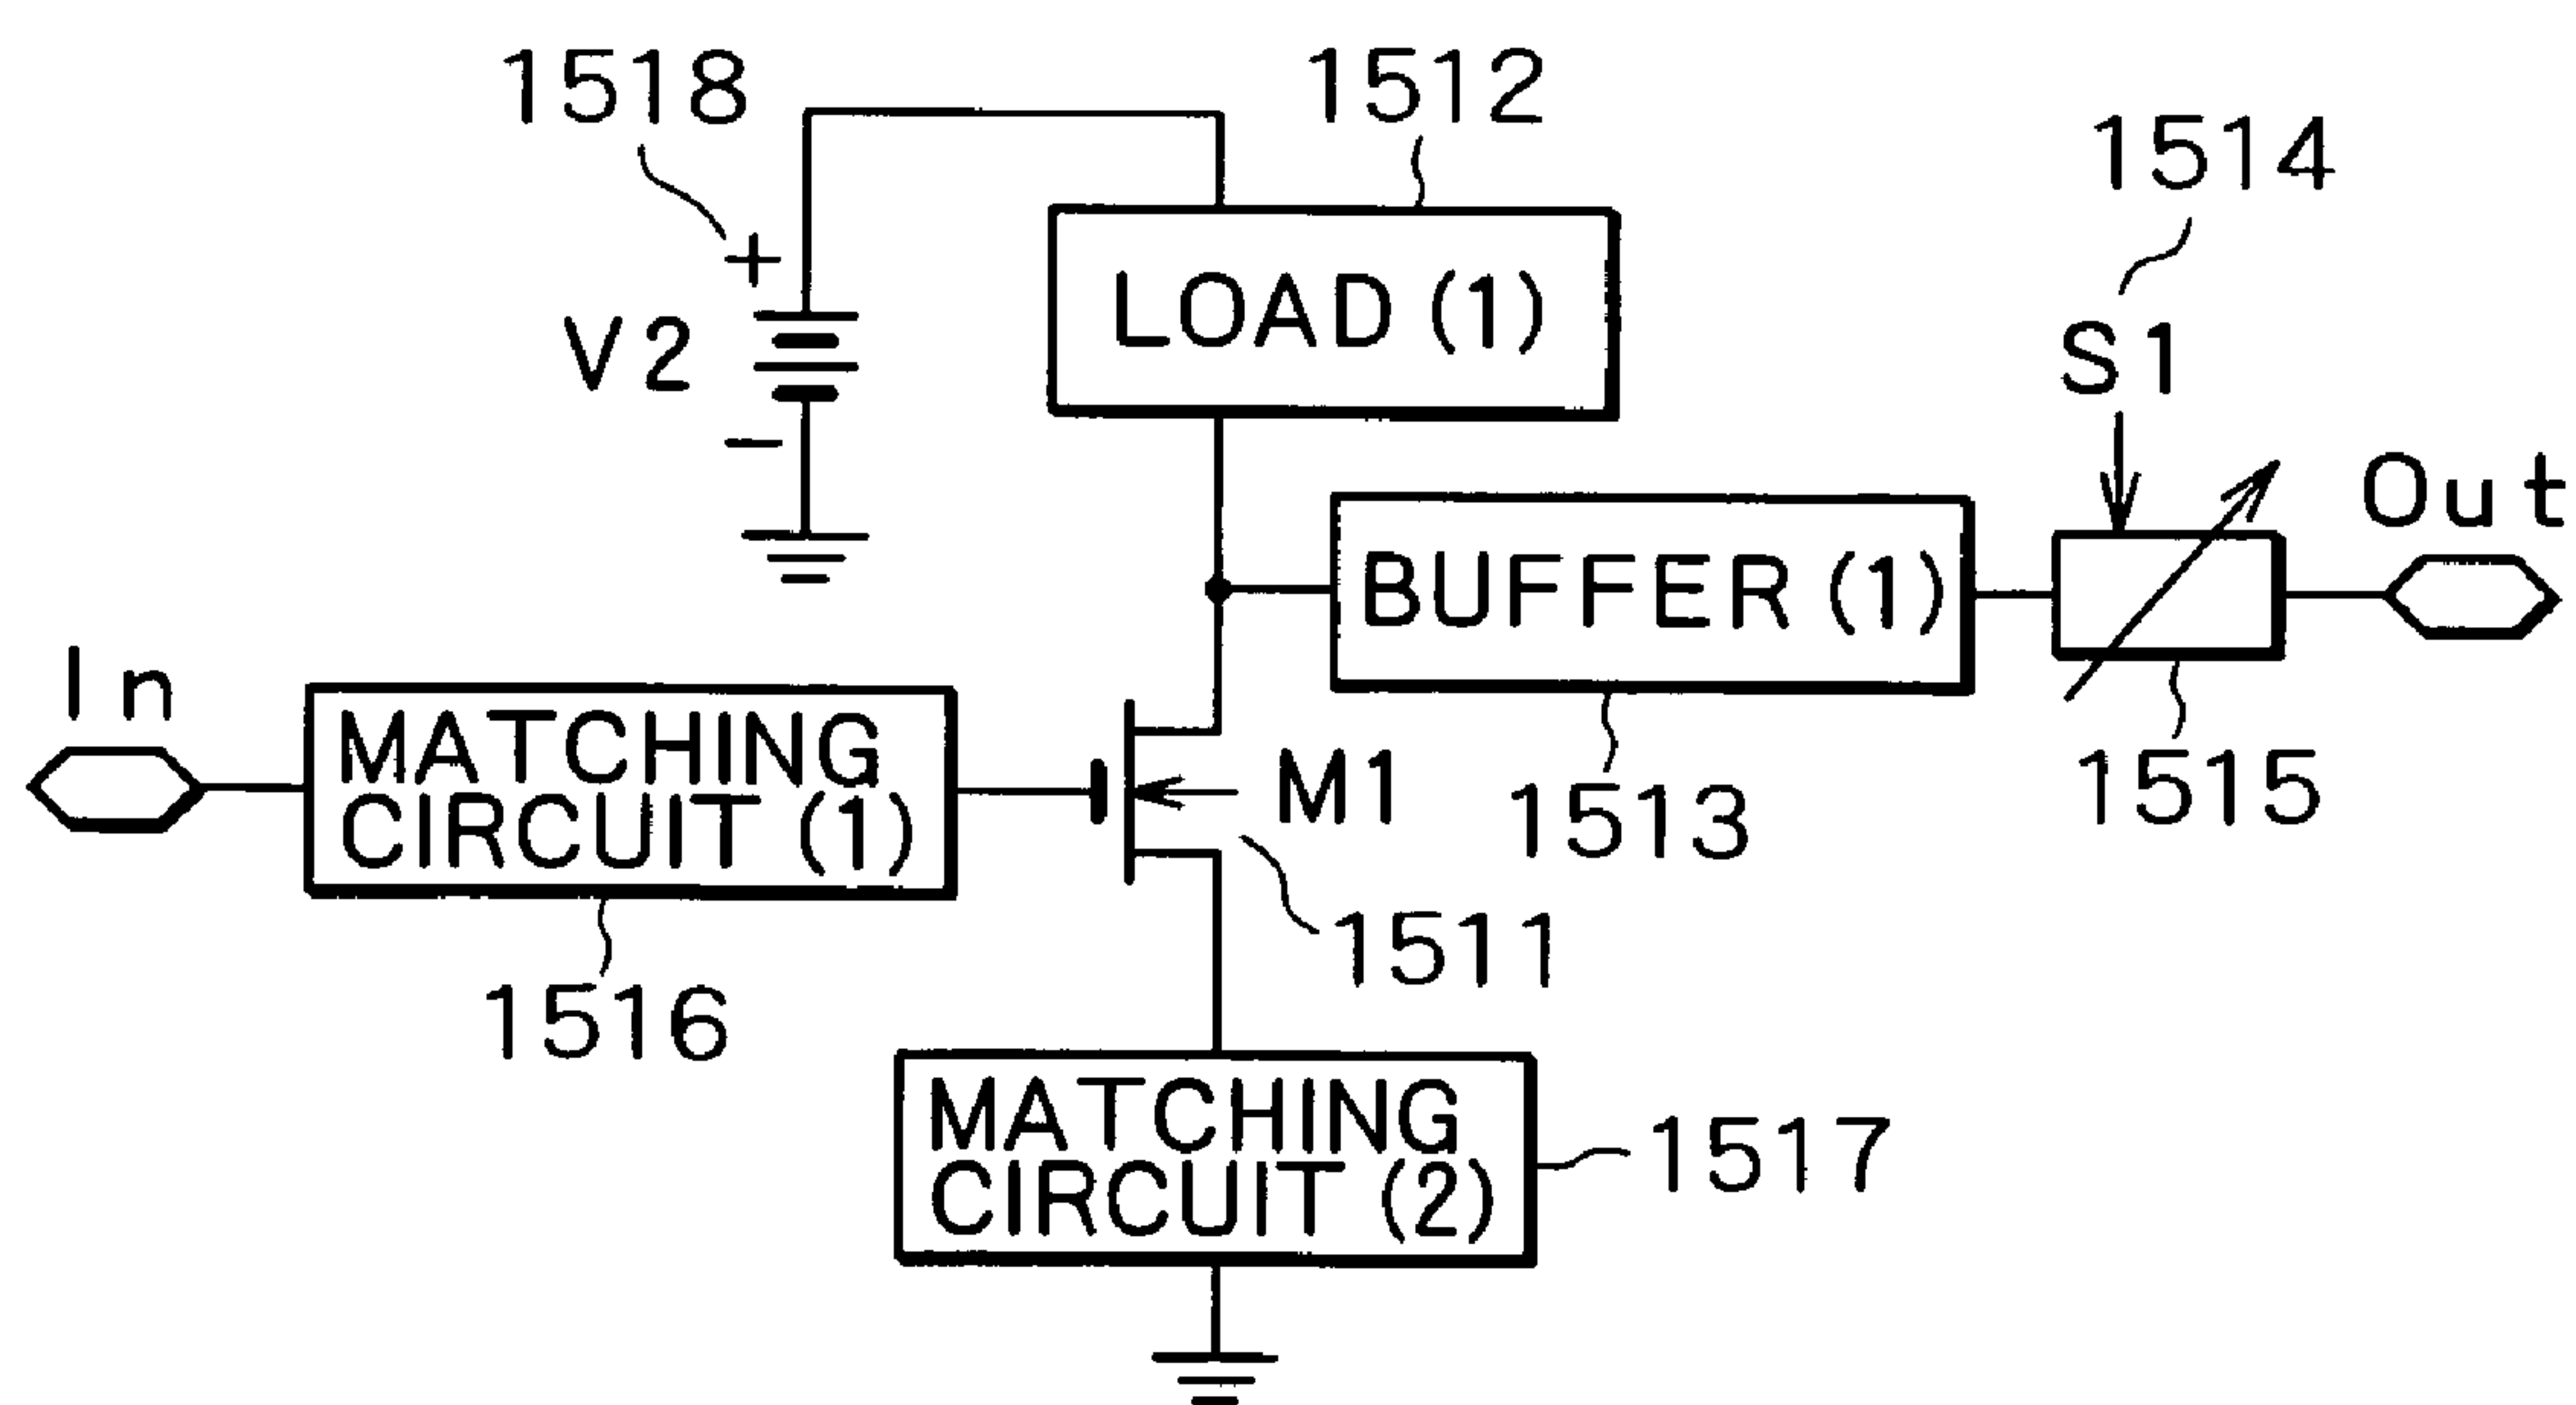 1518
1512
1514
+
LOAD (1)
V2
S1
−
Out
BUFFER (1)
In
MATCHING
CIRCUIT (1)
M1
1513
1515
1511
1516
MATCHING
CIRCUIT (2)
1517